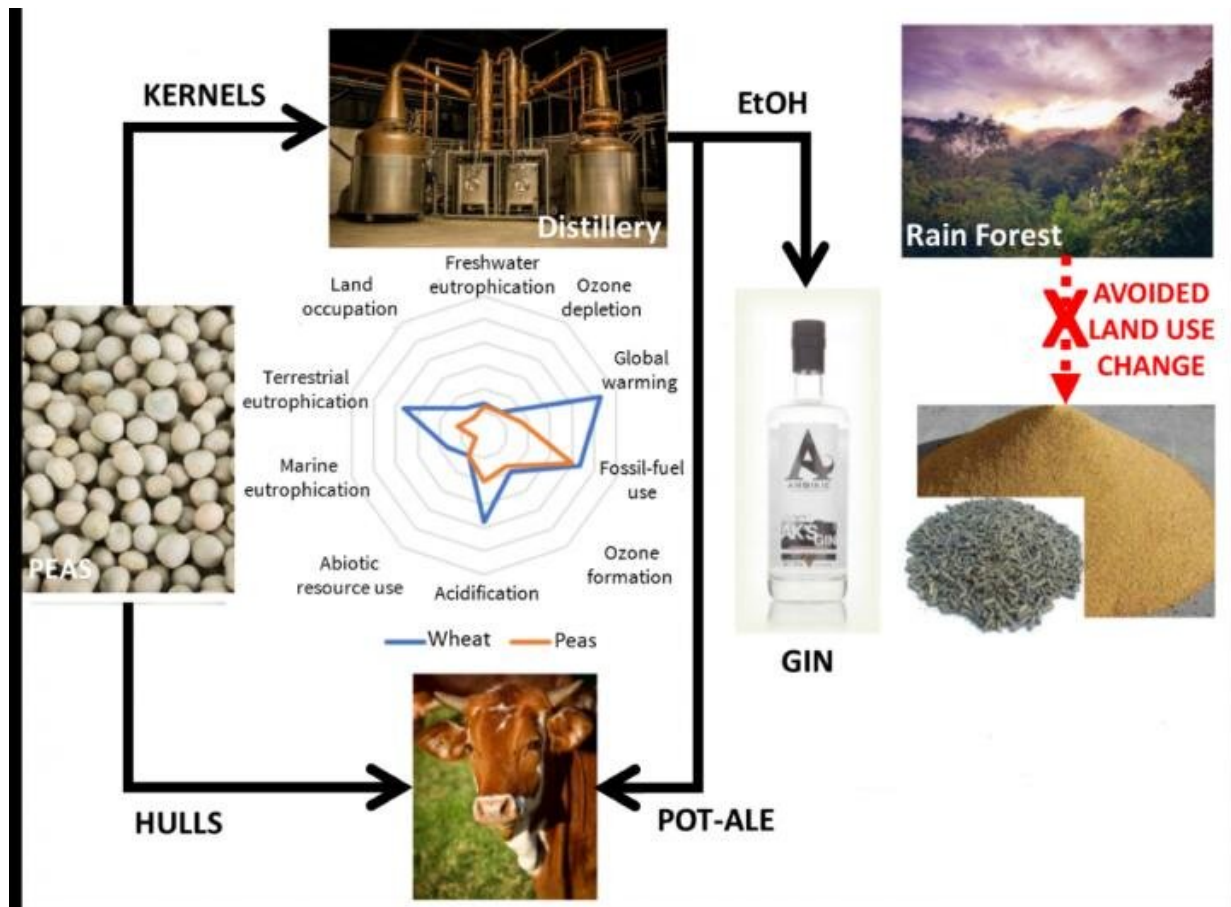 KERNELS
EtOH
Distillery
Rain Forest
AVOIDED
LAND USE
CHANGE
Freshwater
eutrophication
Land
occupation
Ozone
depletion
Terrestrial
eutrophication
Global
warming
Marine
eutrophication
Fossil-fuel
use
Abiotic
resource use
Acidification
Ozone
formation
PEAS
Wheat
Peas
A
GIN
GIN
HULLS
POT-ALE